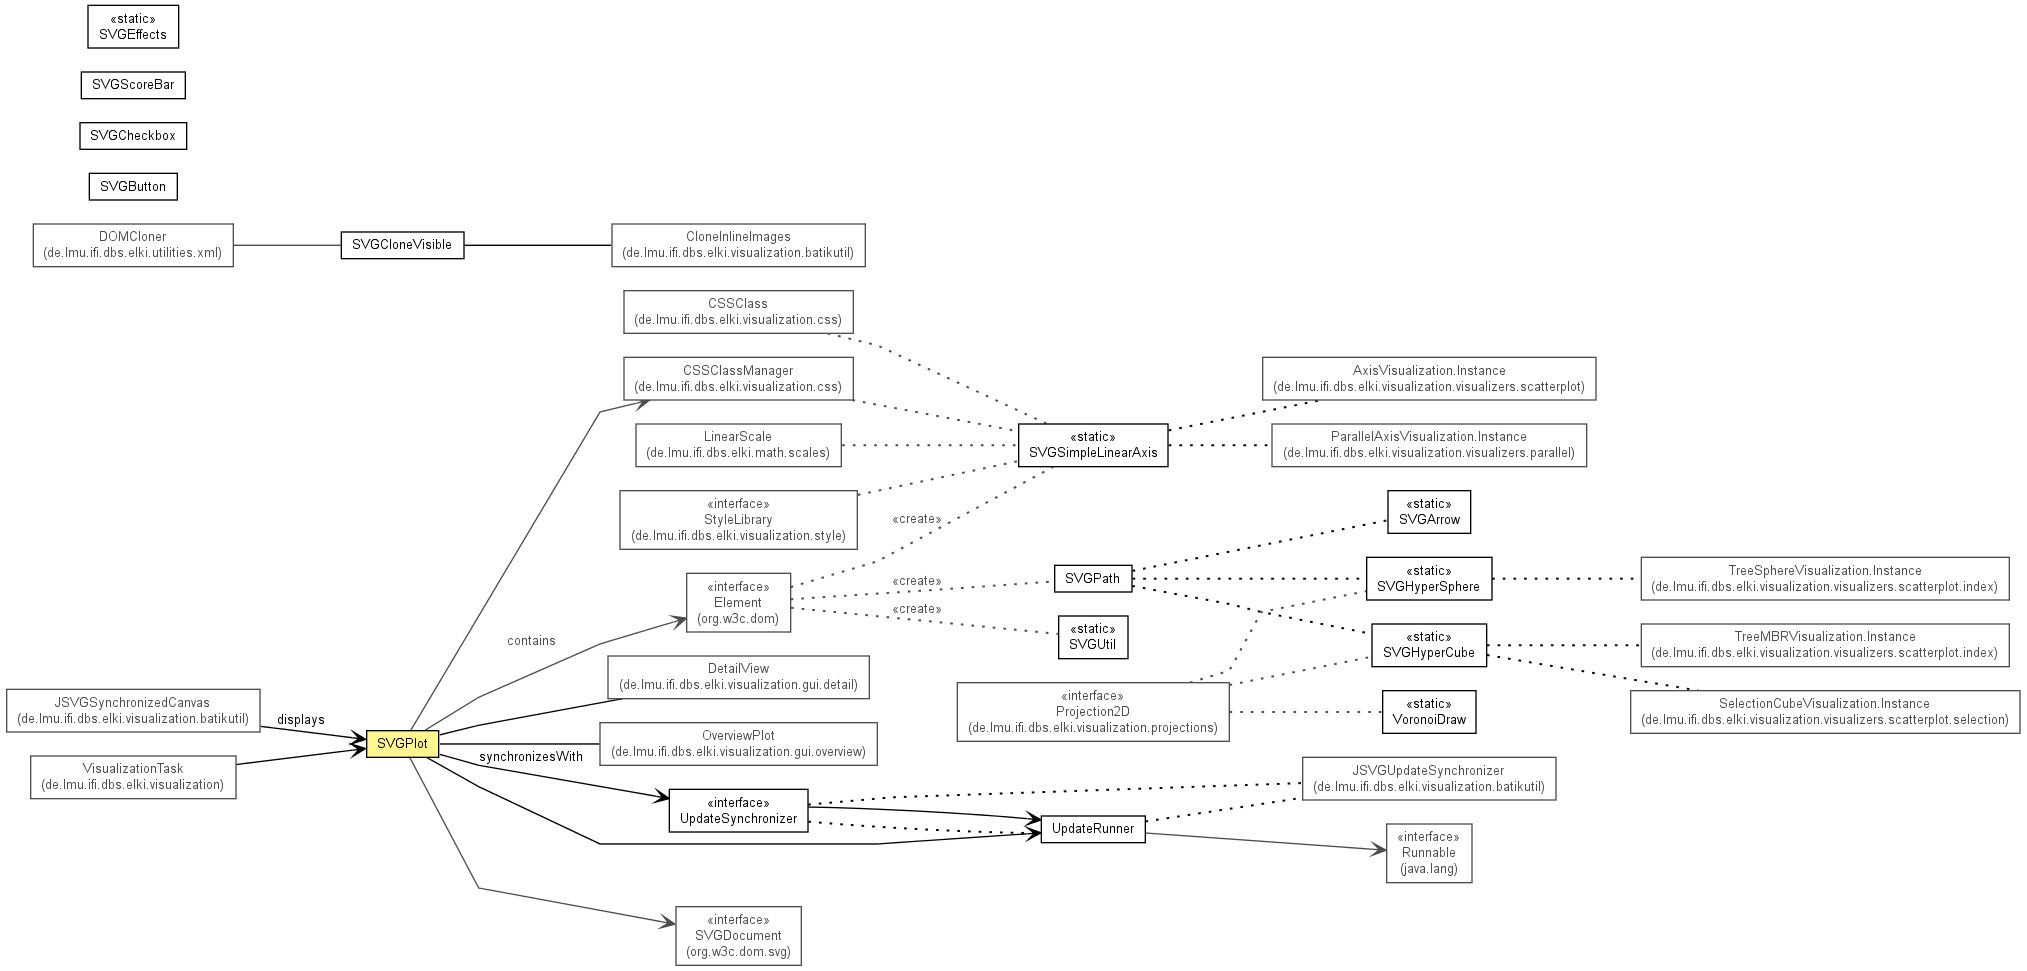 «static»
SVGEffects
SVGScoreBar
SVGCheckbox
SVGButton
DOMCloner
(de.lmu.ifi.dbs.elki.utilities.xml)
SVGCloneVisible
CloneInlineImages
(de.lmu.ifi.dbs.elki.visualization.batikutil)
CSSClass
(de.lmu.ifi.dbs.elki.visualization.css)
CSSClassManager
(de.lmu.ifi.dbs.elki.visualization.css)
LinearScale
(de.lmu.ifi.dbs.elki.math.scales)
«interface»
StyleLibrary
(de.lmu.ifi.dbs.elki.visualization.style)
«static»
SVGSimpleLinearAxis
AxisVisualization.Instance
(de.lmu.ifi.dbs.elki.visualization.visualizers.scatterplot)
ParallelAxisVisualization.Instance
(de.lmu.ifi.dbs.elki.visualization.visualizers.parallel)
«create»
«create»
«create»
«interface»
Element
(org.w3c.dom)
contains
SVGPath
«static»
SVGUtil
«static»
SVGArrow
«static»
SVGHyperSphere
«static»
SVGHyperCube
TreeSphereVisualization.Instance
(de.lmu.ifi.dbs.elki.visualization.visualizers.scatterplot.index)
TreeMBRVisualization.Instance
(de.lmu.ifi.dbs.elki.visualization.visualizers.scatterplot.index)
SelectionCubeVisualization.Instance
(de.lmu.ifi.dbs.elki.visualization.visualizers.scatterplot.selection)
«interface»
Projection2D
(de.lmu.ifi.dbs.elki.visualization.projections)
«static»
VoronoiDraw
JSVGSynchronizedCanvas
(de.lmu.ifi.dbs.elki.visualization.batikutil)
displays
VisualizationTask
(de.lmu.ifi.dbs.elki.visualization)
SVGPlot
DetailView
(de.lmu.ifi.dbs.elki.visualization.gui.detail)
OverviewPlot
(de.lmu.ifi.dbs.elki.visualization.gui.overview)
synchronizesWith
«interface»
UpdateSynchronizer
UpdateRunner
JSVGUpdateSynchronizer
(de.lmu.ifi.dbs.elki.visualization.batikutil)
«interface»
Runnable
(java.lang)
«interface»
SVGDocument
(org.w3c.dom.svg)